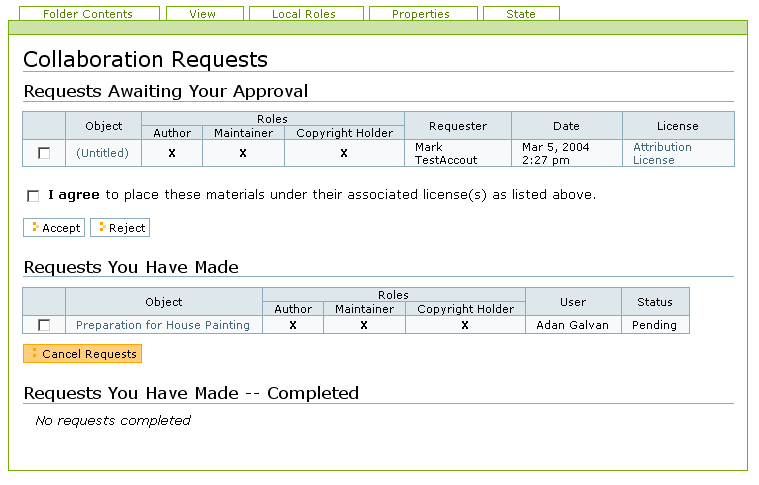 Folder Contents View Local Roles Properties State
Collaboration Requests
Requests Awaiting Your Approval
Object Roles Requester Date License
Author Maintainer Copyright Holder
(Untitled) X X X Mark TestAccout Mar 5, 2004 2:27 pm Attribution License
I agree to place these materials under their associated license(s) as listed above.
Accept Reject
Requests You Have Made
Object Roles User Status
Author Maintainer Copyright Holder
Preparation for House Painting X X X Adan Galvan Pending
Cancel Requests
Requests You Have Made -- Completed
No requests completed